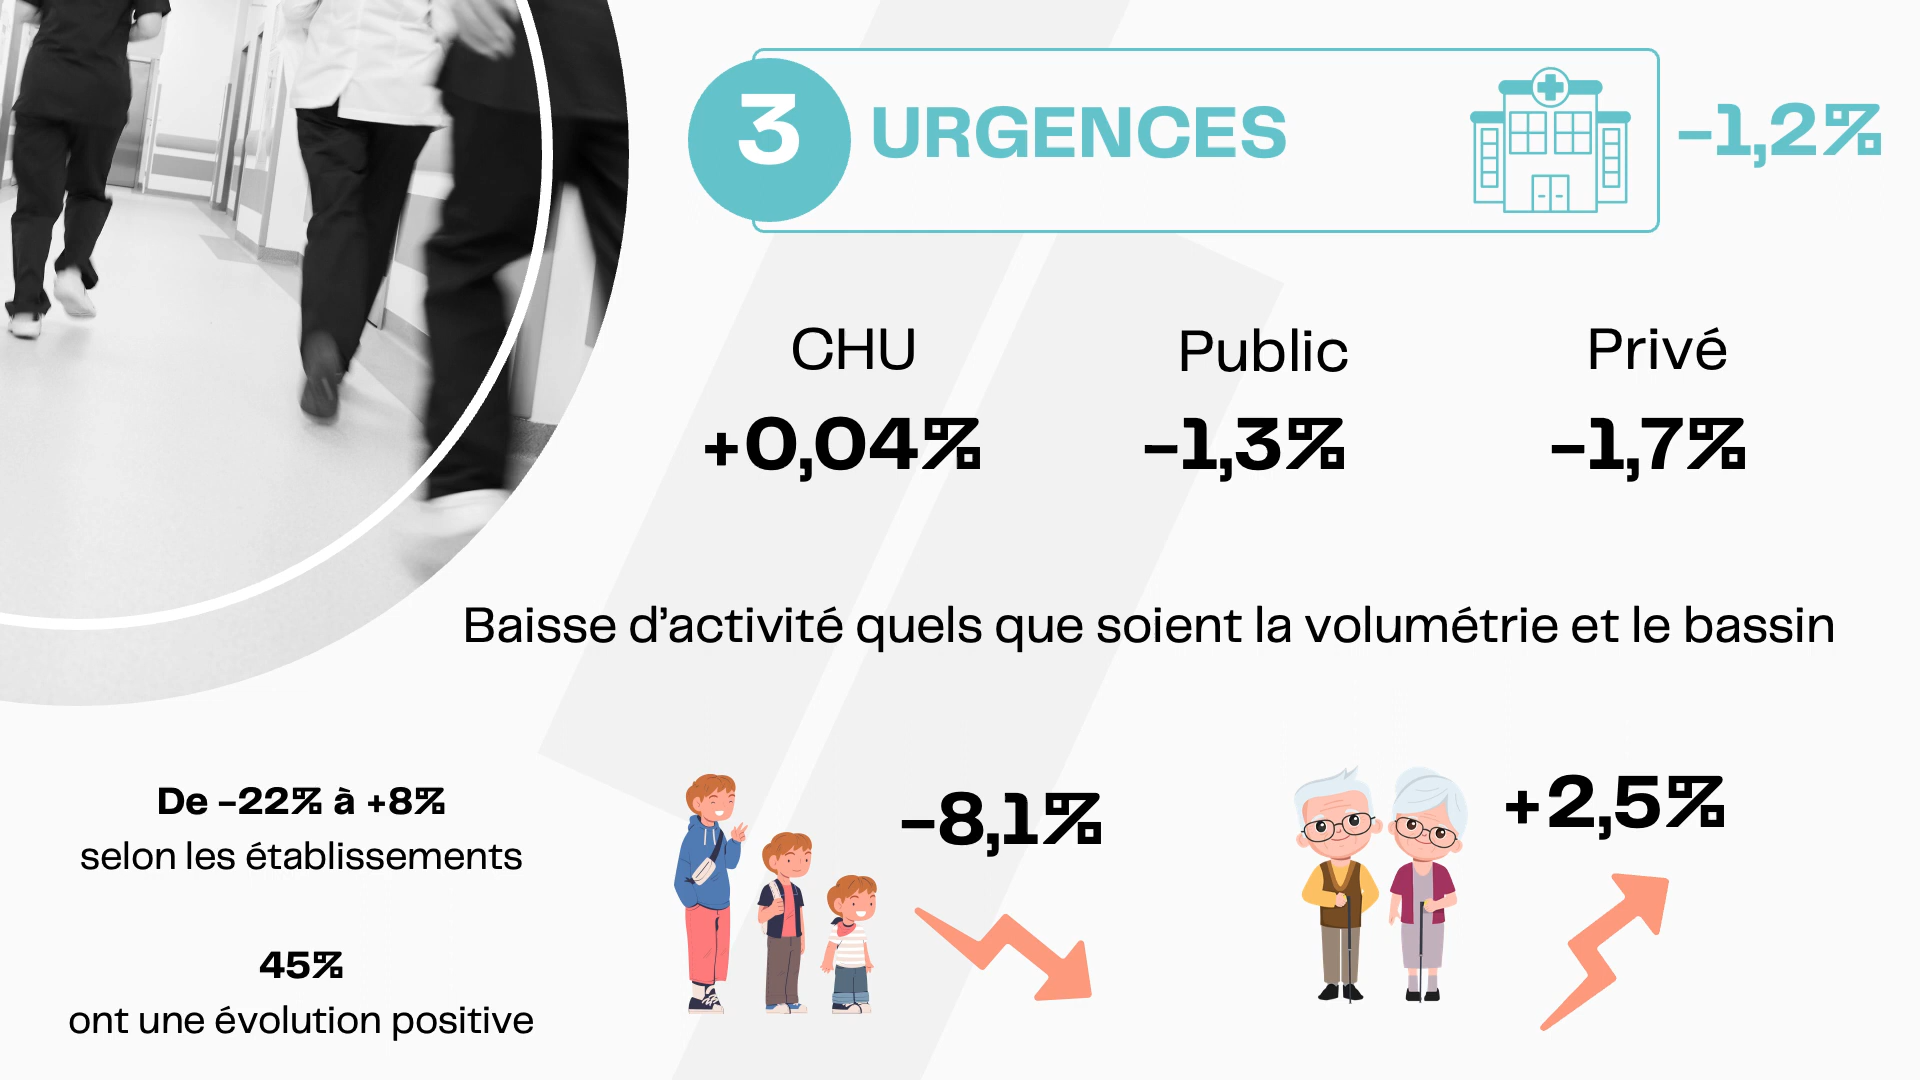 3 URGENCES -1,2%
CHU
Public
Privé
+0,04%
-1,3%
-1,7%
Baisse d'activité quels que soient la volumétrie et le bassin
De -22% à +8%
selon les établissements
45%
ont une évolution positive
-8,1%
+2,5%